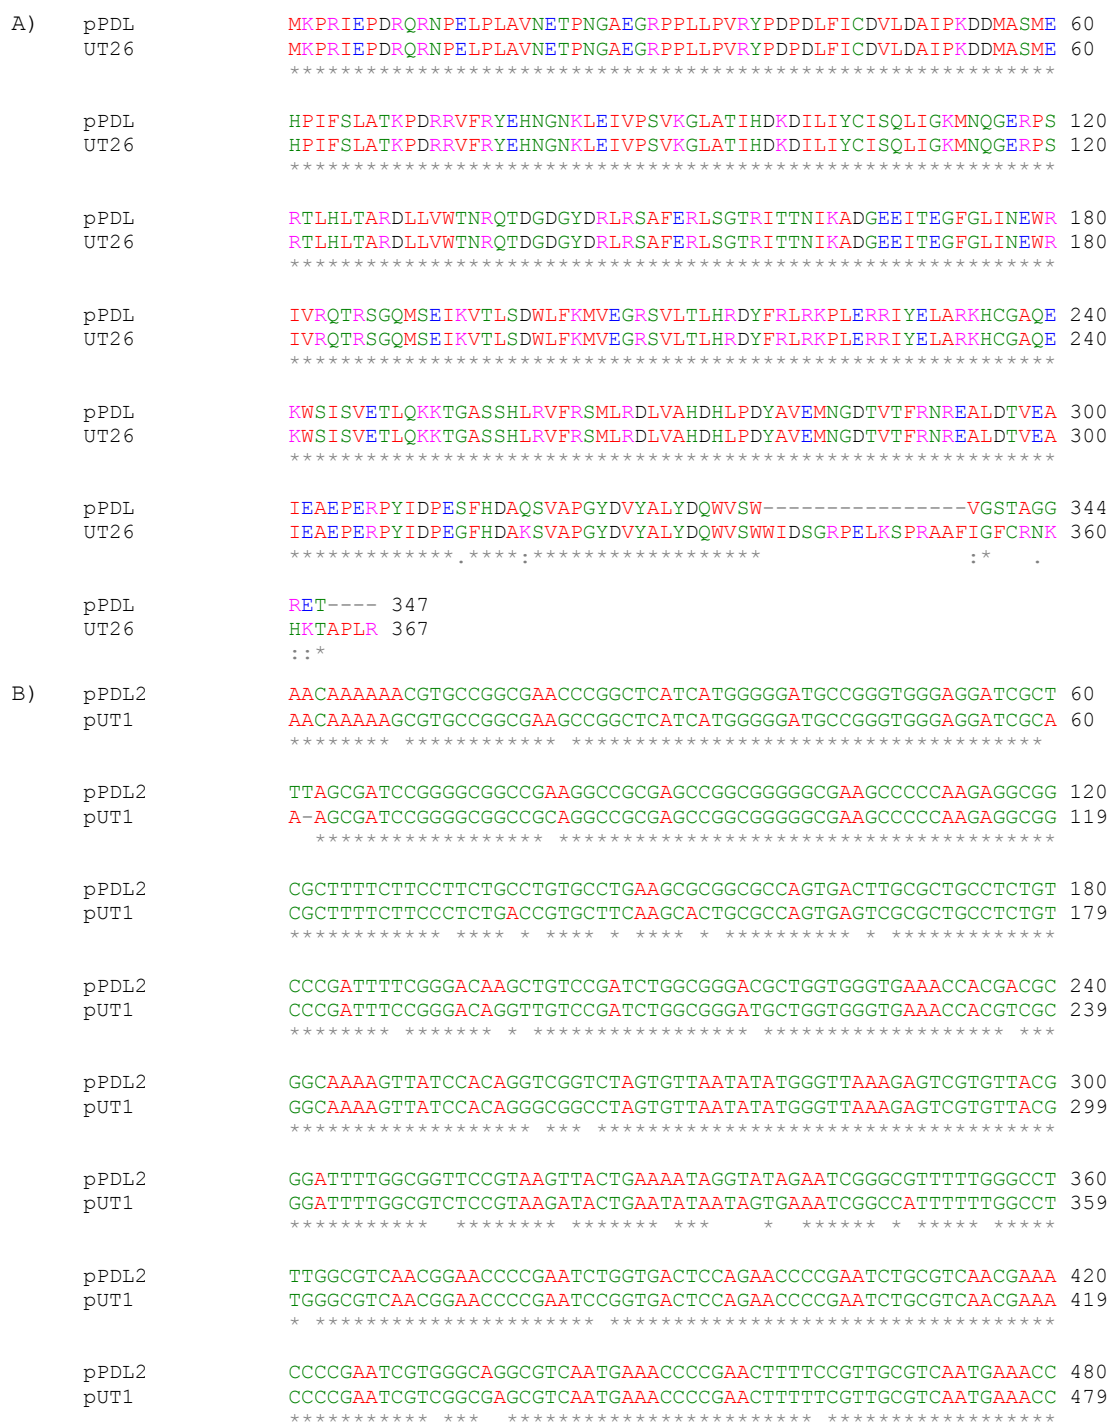 A) pPDL MKPRIEPDRQRNPELPLAVNETPNGAEGRPPLLPVRYPDPDLFICDVLDAIPKDDMASME 60
UT26 MKPRIEPDRQRNPELPLAVNETPNGAEGRPPLLPVRYPDPDLFICDVLDAIPKDDMASME 60
************************************************************
pPDL HPIFSLATKPDRRVFRYEHNGNKLEIVPSVKGLATIHDKDILIYCISQLIGKMNQGERPS 120
UT26 HPIFSLATKPDRRVFRYEHNGNKLEIVPSVKGLATIHDKDILIYCISQLIGKMNQGERPS 120
************************************************************
pPDL RTLHLTARDLLVWTNRQTDGDGYDRLRSAFERLSGTRITTNIKADGEEITEGFGLINEWR 180
UT26 RTLHLTARDLLVWTNRQTDGDGYDRLRSAFERLSGTRITTNIKADGEEITEGFGLINEWR 180
************************************************************
pPDL IVRQTRSGQMSEIKVTLSDWLFKMVEGRSVLTLHRDYFRLRKPLERRIYELARKHCGAQE 240
UT26 IVRQTRSGQMSEIKVTLSDWLFKMVEGRSVLTLHRDYFRLRKPLERRIYELARKHCGAQE 240
************************************************************
pPDL KWSISVETLQKKTGASSHLRVFRSMLRDLVAHDHLPDYAVEMNGDTVTFRNREALDTVEA 300
UT26 KWSISVETLQKKTGASSHLRVFRSMLRDLVAHDHLPDYAVEMNGDTVTFRNREALDTVEA 300
************************************************************
pPDL IEAEPERPYIDPESFHDAQSVAPGYDVYALYDQWVSW----------------VGSTAGG 344
UT26 IEAEPERPYIDPEGFHDAKSVAPGYDVYALYDQWVSWWIDSGRPELKSPRAAFIGFCRNK 360
*************.****:****************** :* .
pPDL RET---- 347
UT26 HKTAPLR 367
::*
B) pPDL2 AACAAAAAACGTGCCGGCGAACCCGGCTCATCATGGGGGATGCCGGGTGGGAGGATCGCT 60
pUT1 AACAAAAAGCGTGCCGGCGAAGCCGGCTCATCATGGGGGATGCCGGGTGGGAGGATCGCA 60
******** ************ *************************************
pPDL2 TTAGCGATCCGGGGCGGCCGAAGGCCGCGAGCCGGCGGGGGCGAAGCCCCCAAGAGGCGG 120
pUT1 A-AGCGATCCGGGGCGGCCGCAGGCCGCGAGCCGGCGGGGGCGAAGCCCCCAAGAGGCGG 119
****************** ***************************************
pPDL2 CGCTTTTCTTCCTTCTGCCTGTGCCTGAAGCGCGGCGCCAGTGACTTGCGCTGCCTCTGT 180
pUT1 CGCTTTTCTTCCCTCTGACCGTGCTTCAAGCACTGCGCCAGTGAGTCGCGCTGCCTCTGT 179
************ **** * **** * **** * ********** * *************
pPDL2 CCCGATTTTCGGGACAAGCTGTCCGATCTGGCGGGACGCTGGTGGGTGAAACCACGACGC 240
pUT1 CCCGATTTCCGGGACAGGTTGTCCGATCTGGCGGGATGCTGGTGGGTGAAACCACGTCGC 239
******** ******* * ***************** ******************* ***
pPDL2 GGCAAAAGTTATCCACAGGTCGGTCTAGTGTTAATATATGGGTTAAAGAGTCGTGTTACG 300
pUT1 GGCAAAAGTTATCCACAGGGCGGCCTAGTGTTAATATATGGGTTAAAGAGTCGTGTTACG 299
******************* *** ************************************
pPDL2 GGATTTTGGCGGTTCCGTAAGTTACTGAAAATAGGTATAGAATCGGGCGTTTTTGGGCCT 360
pUT1 GGATTTTGGCGTCTCCGTAAGATACTGAATATAATAGTGAAATCGGCCATTTTTTGGCCT 359
*********** ******** ******* *** * ****** * ***** *****
pPDL2 TTGGCGTCAACGGAACCCCGAATCTGGTGACTCCAGAACCCCGAATCTGCGTCAACGAAA 420
pUT1 TGGGCGTCAACGGAACCCCGAATCCGGTGACTCCAGAACCCCGAATCTGCGTCAACGAAA 419
* ********************** ***********************************
pPDL2 CCCCGAATCGTGGGCAGGCGTCAATGAAACCCCGAACTTTTCCGTTGCGTCAATGAAACC 480
pUT1 CCCCGAATCGTCGGCGAGCGTCAATGAAACCCCGAACTTTTTCGTTGCGTCAATGAAACC 479
*********** *** ************************ ******************